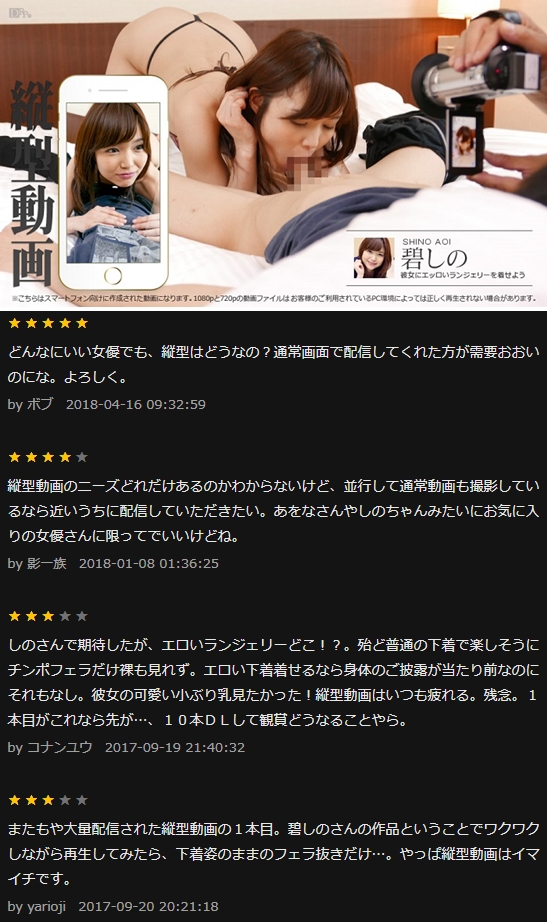 縦型動画
SHINO AOI
碧しの
彼女にエッロいランジェリーを着せよう
※こちらはスマートフォン向けに作成された動画になります。1080pと720pの動画ファイルはお客様のご利用されているPC環境によっては正しく再生されない場合があります。
★★★★★
どんなにいい女優でも、縦型はどうなの？通常画面で配信してくれた方が需要おおい
のにな。よろしく。
by ボブ 2018-04-16 09:32:59
★★★★★
縦型動画のニーズどれだけあるのかわからないけど、並行して通常動画も撮影してい
るなら近いうちに配信していただきたい。あをなさんやしのちゃんみたいにお気に入
りの女優さんに限ってでいいけどね。
by 影一族 2018-01-08 01:36:25
★★★★★
しのさんで期待したが、エロいランジェリーどこ！？。殆ど普通の下着で楽しそうに
チンポフェラだけ裸も見れず。エロい下着着せるなら身体のご披露が当たり前なのに
それもなし。彼女の可愛い小ぶり乳見たかった！縦型動画はいつも疲れる。残念。１
本目がこれなら先が…、１０本ＤＬして観賞どうなることやら。
by コナンユウ 2017-09-19 21:40:32
★★★★★
またもや大量配信された縦型動画の１本目。碧しのさんの作品ということでワクワク
しながら再生してみたら、下着姿のままのフェラ抜きだけ…。やっぱ縦型動画はイマ
イチです。
by yarioji 2017-09-20 20:21:18